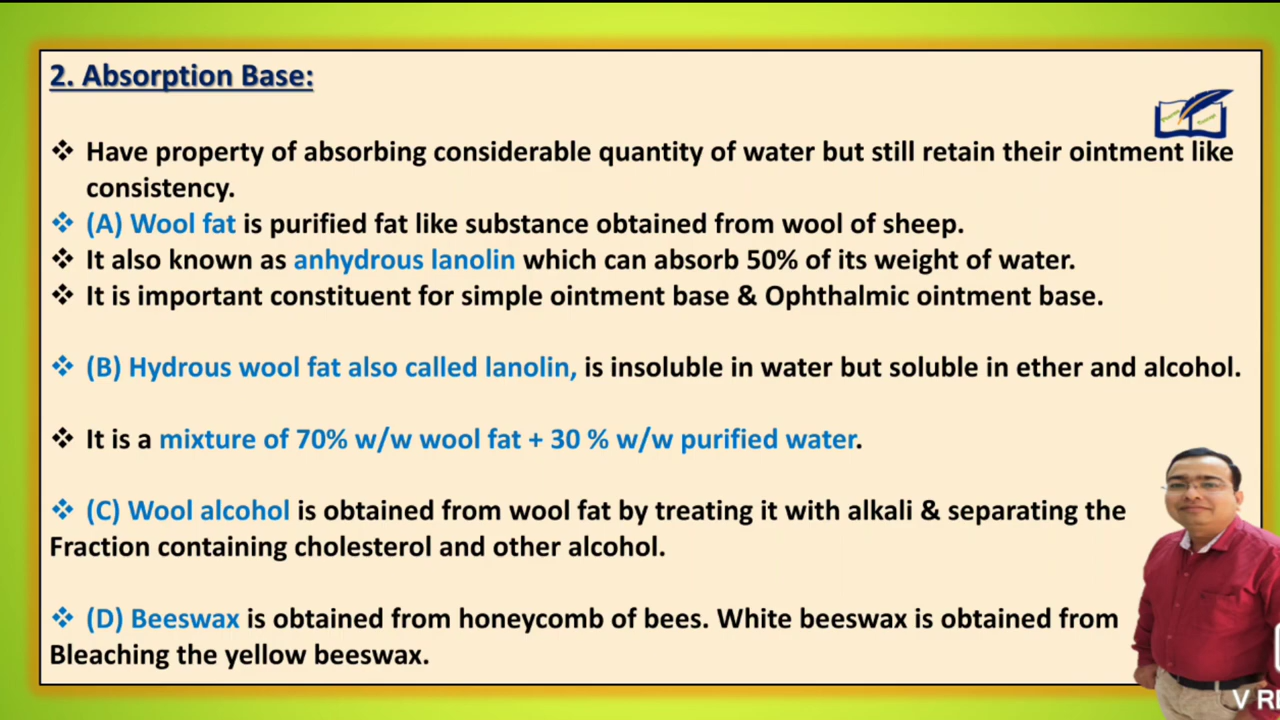 2. Absorption Base:
❖ Have property of absorbing considerable quantity of water but still retain their ointment like
consistency.
❖ (A) Wool fat is purified fat like substance obtained from wool of sheep.
❖ It also known as anhydrous lanolin which can absorb 50% of its weight of water.
❖ It is important constituent for simple ointment base & Ophthalmic ointment base.
❖ (B) Hydrous wool fat also called lanolin, is insoluble in water but soluble in ether and alcohol.
❖ It is a mixture of 70% w/w wool fat + 30 % w/w purified water.
❖ (C) Wool alcohol is obtained from wool fat by treating it with alkali & separating the
Fraction containing cholesterol and other alcohol.
❖ (D) Beeswax is obtained from honeycomb of bees. White beeswax is obtained from
Bleaching the yellow beeswax.